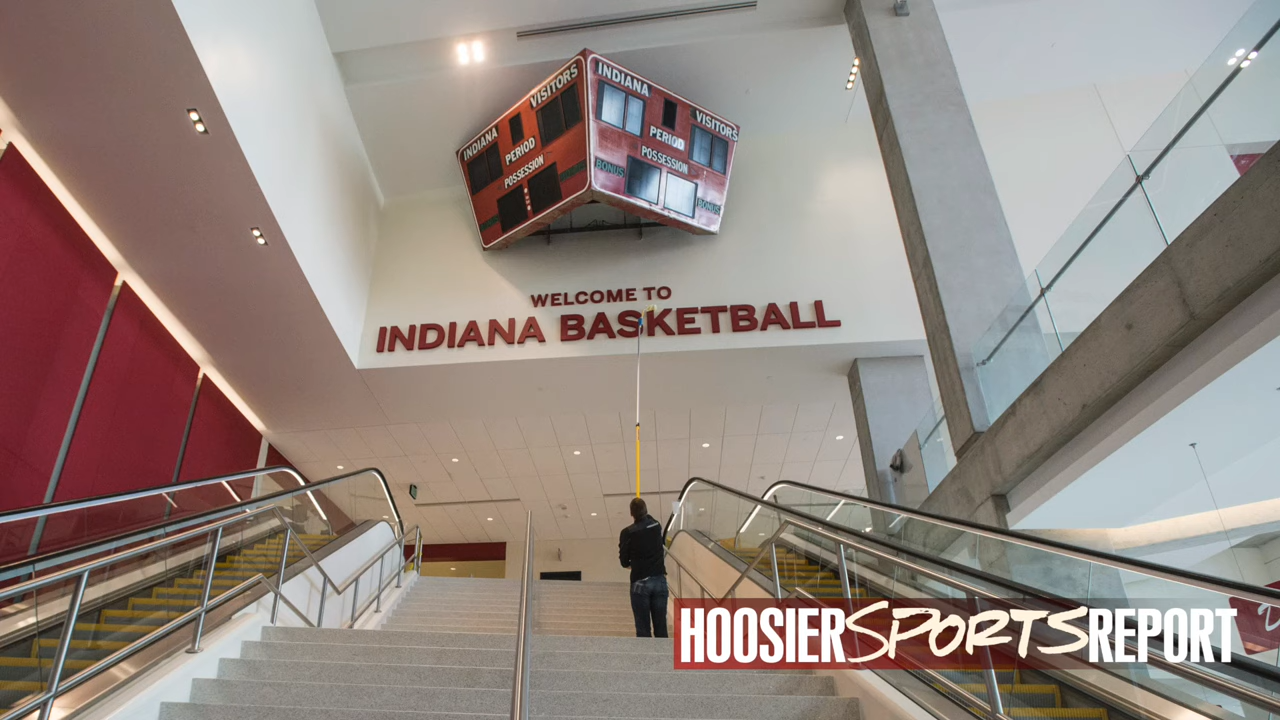 INDIANA
VISITORS
PERIOD
POSSESSION
INDIANA
VISITORS
PERIOD
POSSESSION
BONUS
BONUS
WELCOME TO
INDIANA BASKETBALL
HOOSIERSPORTSREPORT